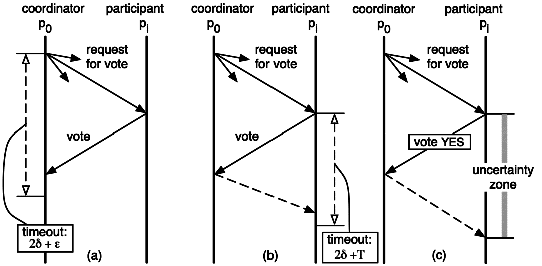 coordinator participant coordinator participant coordinator participant
p0 pi p0 pi p0 pi
request for vote
request for vote
request for vote
vote
vote
vote YES
uncertainty zone
timeout: 2δ + ε
(a)
(b)
timeout: 2δ +T
(c)